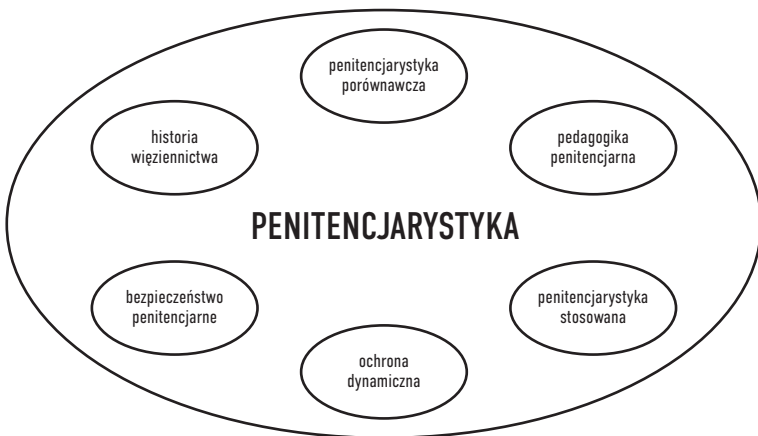 penitencjarystyka
porównawcza
historia
więziennictwa
pedagogika
penitencjarna
PENITENCJARYSTYKA
bezpieczeństwo
penitencjarne
penitencjarystyka
stosowana
ochrona
dynamiczna